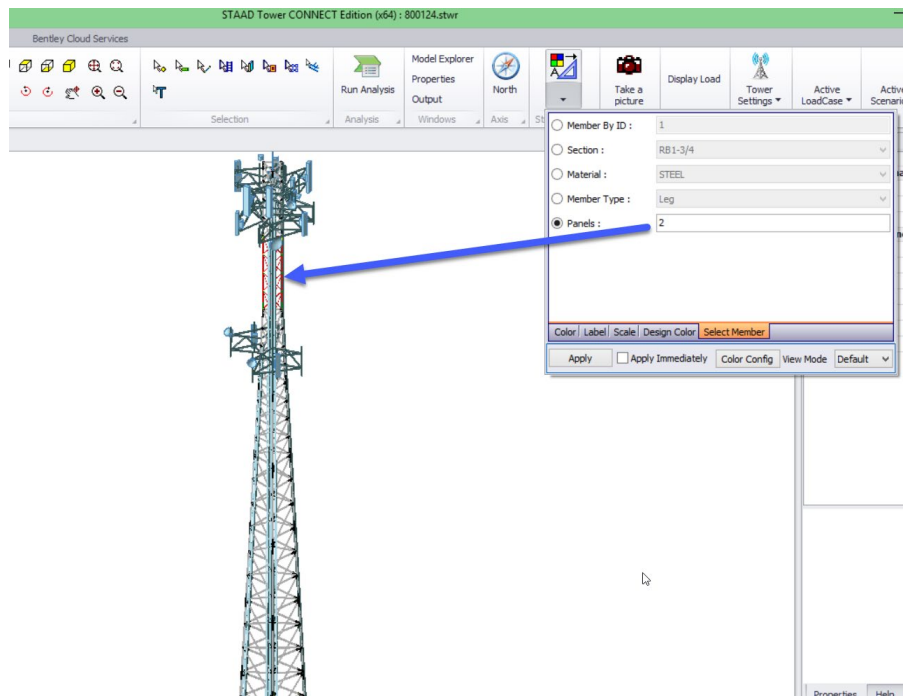 STAAD Tower CONNECT Edition (x64) : 800124.stwr
Bentley Cloud Services
Run Analysis
Model Explorer
Properties
Output
North
Take a
picture
Display Load
Tower
Settings
Active
LoadCase
Active
Scenario
Selection
Analysis
Windows
Axis
St
Member By ID : 1
Section : RB1-3/4
Material : STEEL
Member Type : Leg
Panels : 2
Color Label Scale Design Color Select Member
Apply Apply Immediately Color Config View Mode Default
Properties Help